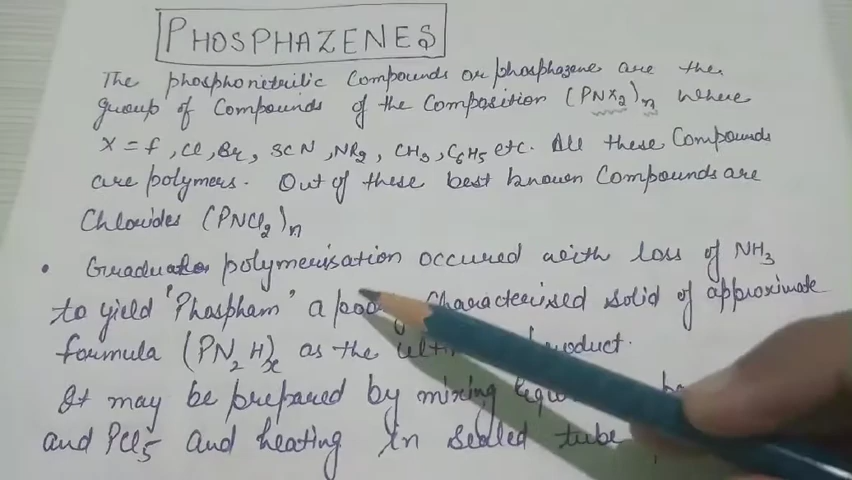 PHOSPHAZENES
The phosphonetrilic Compounds or phosphazene are the
group of Compounds of the Composition (PNX₂)ₙ where
X = f, Cl, Br, SCN, NR₂, CH₃, C₆H₅ etc. All these Compounds
are polymers. Out of these best known Compounds are
Chlorides (PNCl₂)ₙ
• Graduale polymerisation occured with loss of NH₃
to yield "Phospham" a characterised solid of approximate
formula (PN₂H)ₓ as the product.
It may be prepared by mixing
and PCl₅ and heating in sealed tube